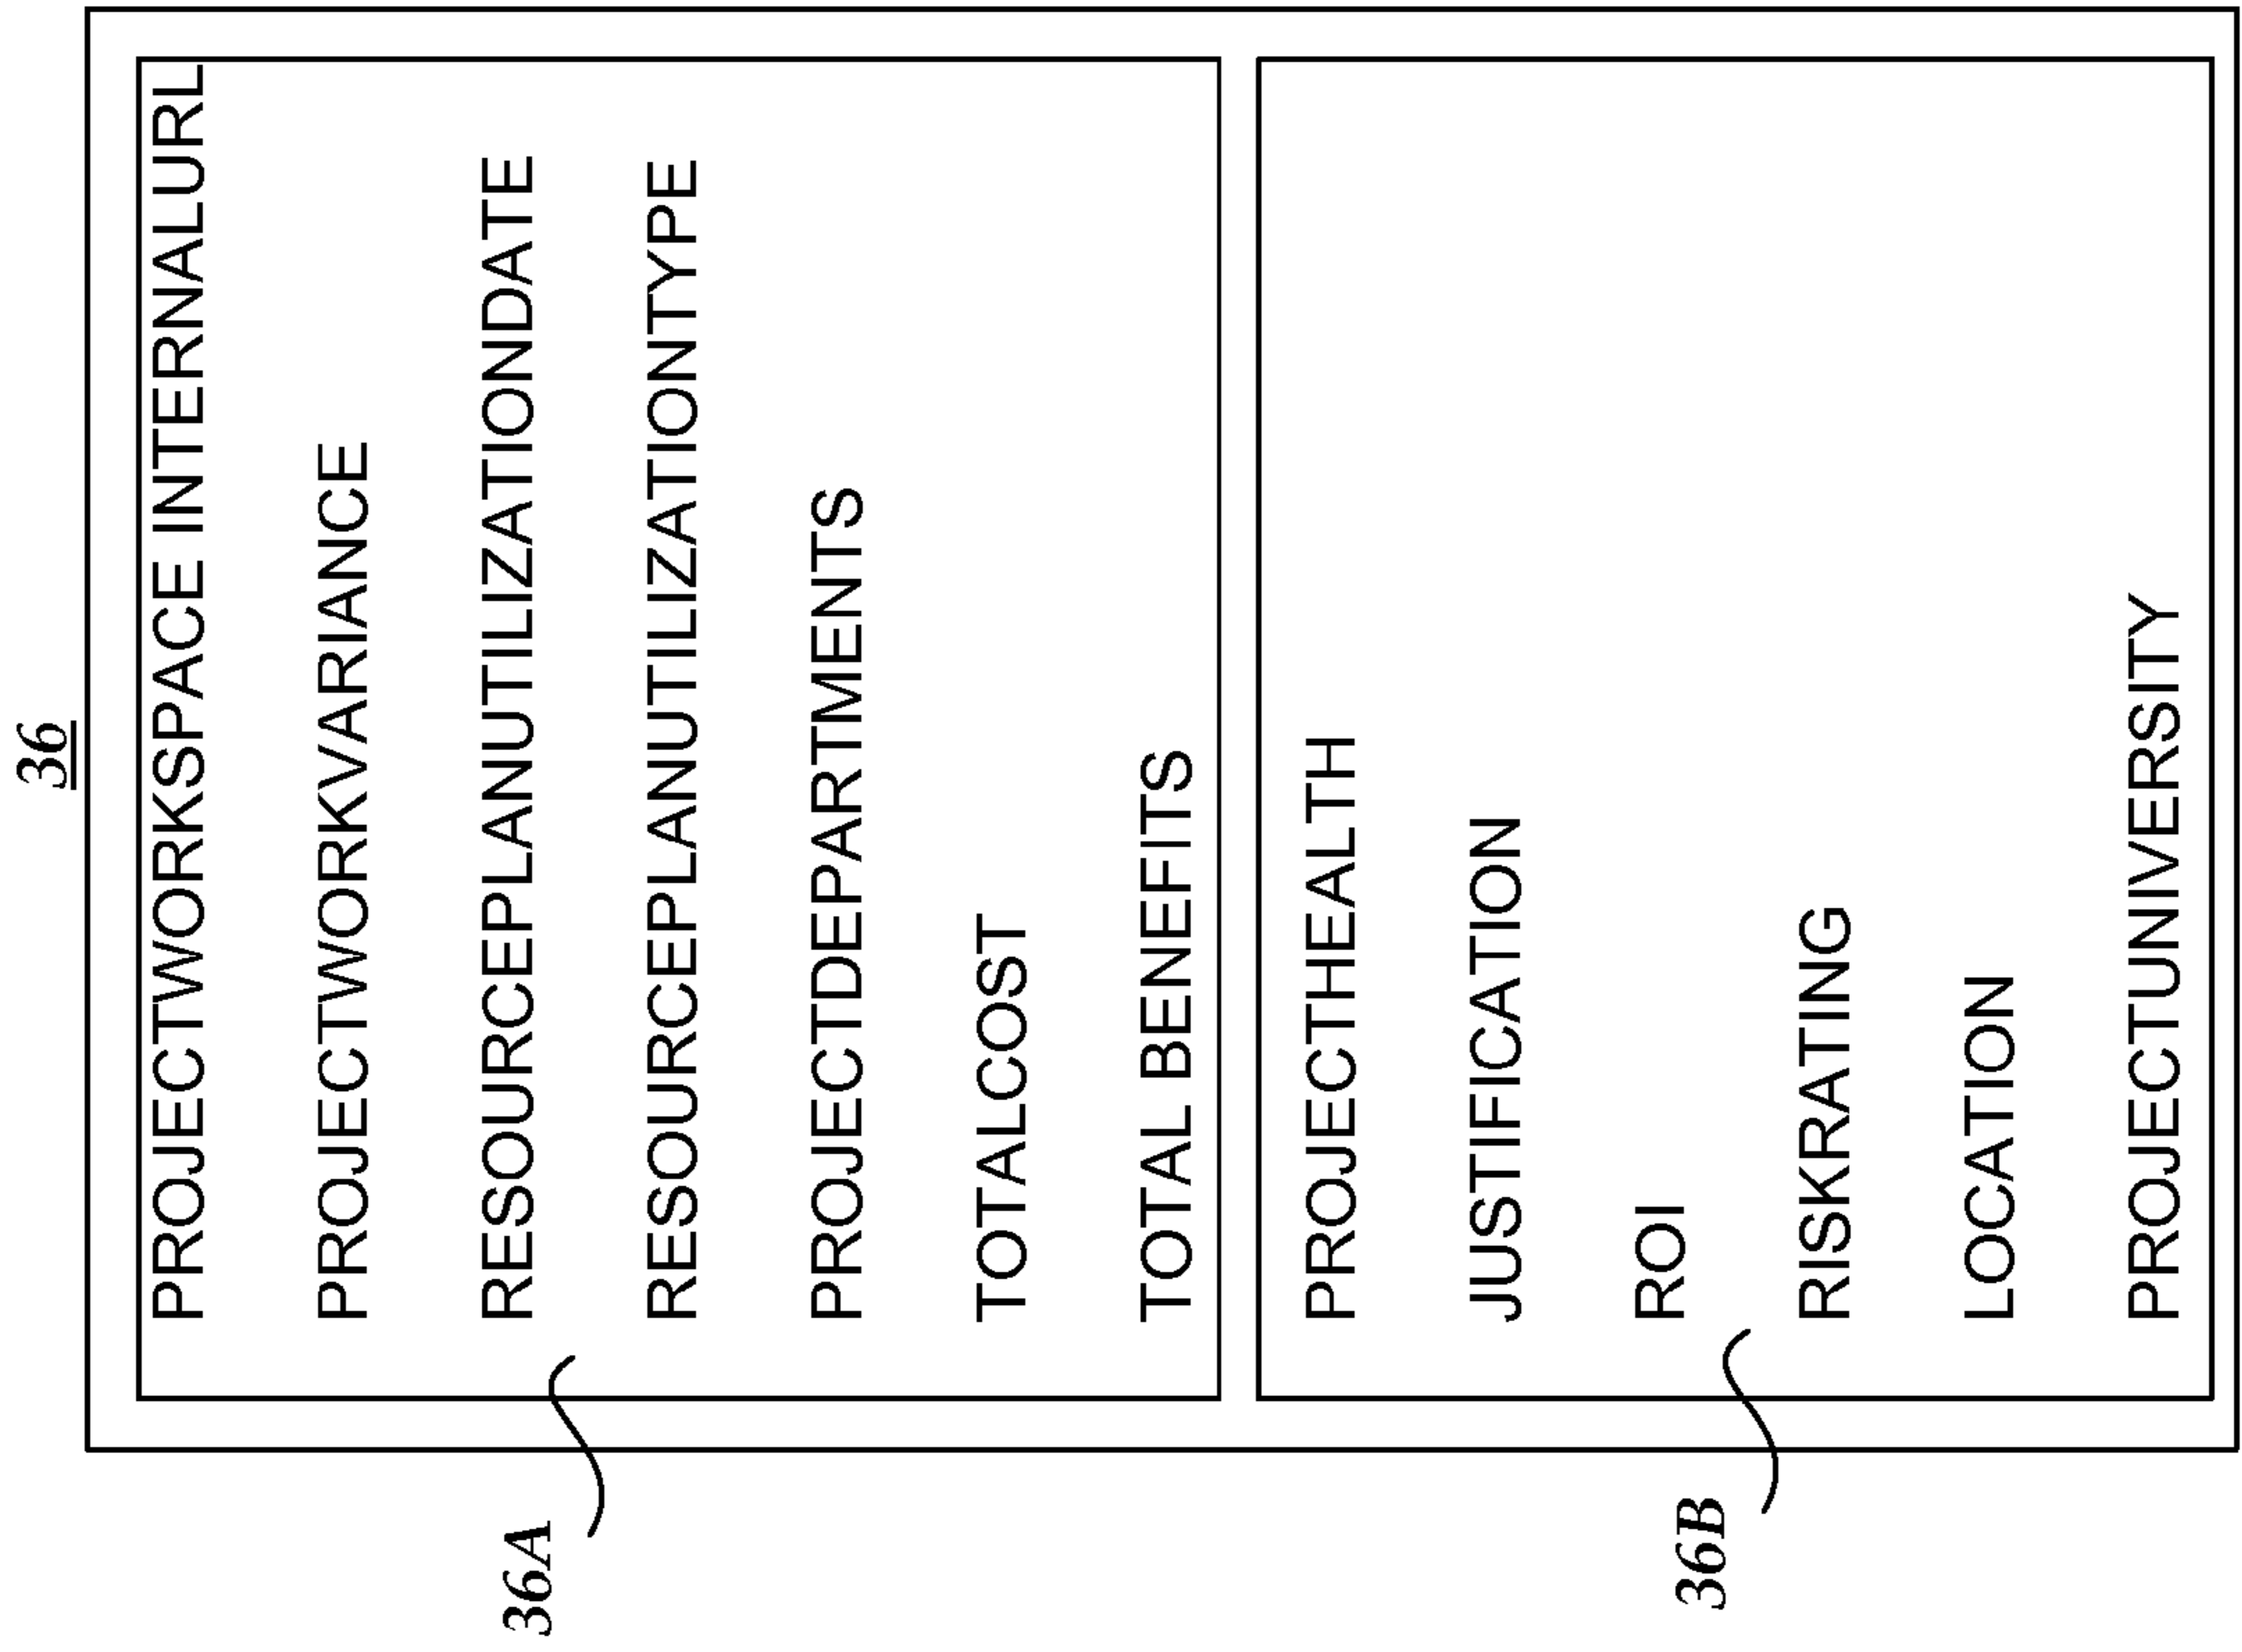 36
PROJECTWORKSPACE INTERNALURL
PROJECTWORKVARIANCE
RESOURCEPLANUTILIZATIONDATE
RESOURCEPLANUTILIZATIONTYPE
PROJECTDEPARTMENTS
TOTALCOST
TOTAL BENEFITS
36A
PROJECTHEALTH
JUSTIFICATION
ROI
RISKRATING
LOCATION
PROJECTUNIVERSITY
36B